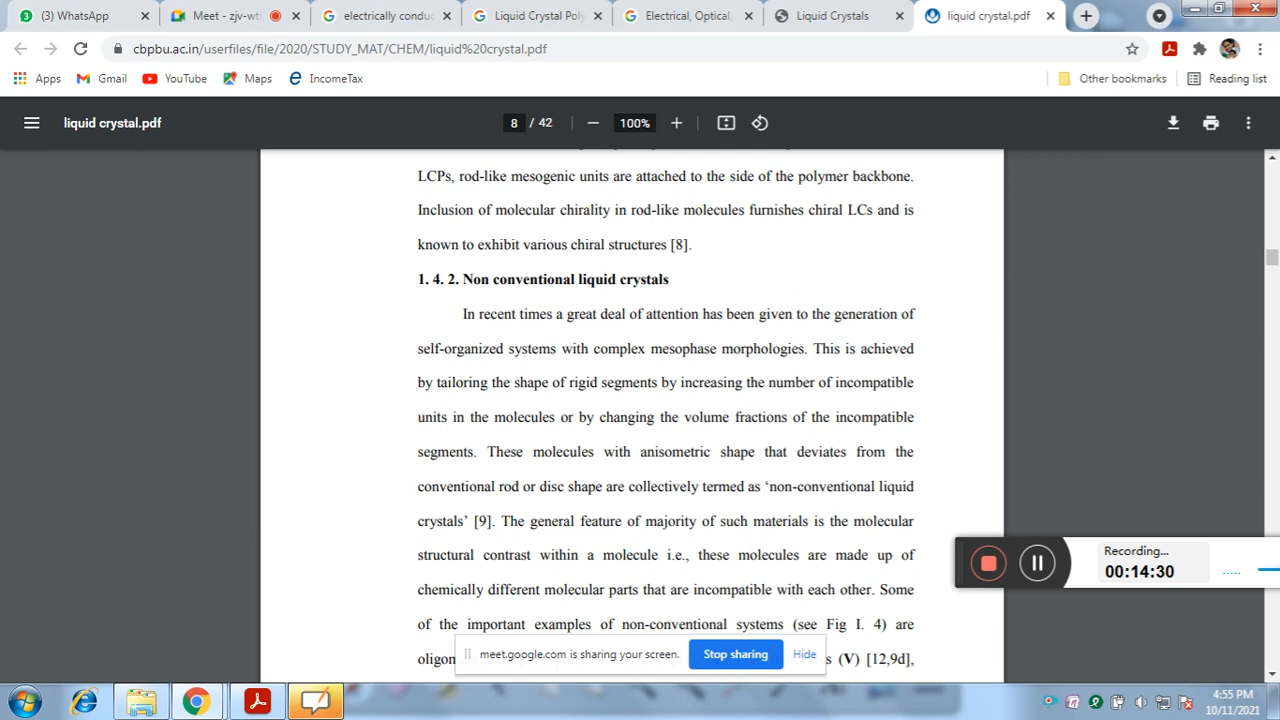 (3) WhatsApp
Meet - zjv-wti
electrically condu
Liquid Crystal Poly
Electrical, Optical,
Liquid Crystals
liquid crystal.pdf
cbpbu.ac.in/userfiles/file/2020/STUDY_MAT/CHEM/liquid%20crystal.pdf
Apps
Gmail
YouTube
Maps
IncomeTax
Other bookmarks
Reading list
liquid crystal.pdf
8 / 42
100%
LCPs, rod-like mesogenic units are attached to the side of the polymer backbone.
Inclusion of molecular chirality in rod-like molecules furnishes chiral LCs and is
known to exhibit various chiral structures [8].
1. 4. 2. Non conventional liquid crystals
In recent times a great deal of attention has been given to the generation of
self-organized systems with complex mesophase morphologies. This is achieved
by tailoring the shape of rigid segments by increasing the number of incompatible
units in the molecules or by changing the volume fractions of the incompatible
segments. These molecules with anisometric shape that deviates from the
conventional rod or disc shape are collectively termed as ‘non-conventional liquid
crystals’ [9]. The general feature of majority of such materials is the molecular
structural contrast within a molecule i.e., these molecules are made up of
chemically different molecular parts that are incompatible with each other. Some
of the important examples of non-conventional systems (see Fig I. 4) are
oligom
s (V) [12,9d],
Recording...
00:14:30
meet.google.com is sharing your screen.
Stop sharing
Hide
4:55 PM
10/11/2021